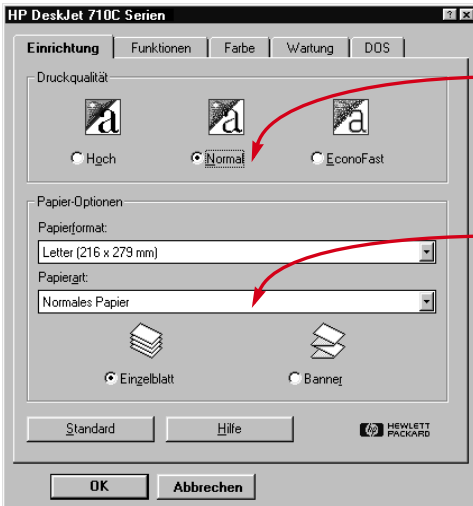 HP DeskJet 710C Serien
Einrichtung Funktionen Farbe Wartung DOS
Druckqualität
Hoch Normal EconoFast
Papier-Optionen
Papierformat:
Letter (216 x 279 mm)
Papierart:
Normales Papier
Einzelblatt Banner
Standard Hilfe hp HEWLETT
PACKARD
OK Abbrechen